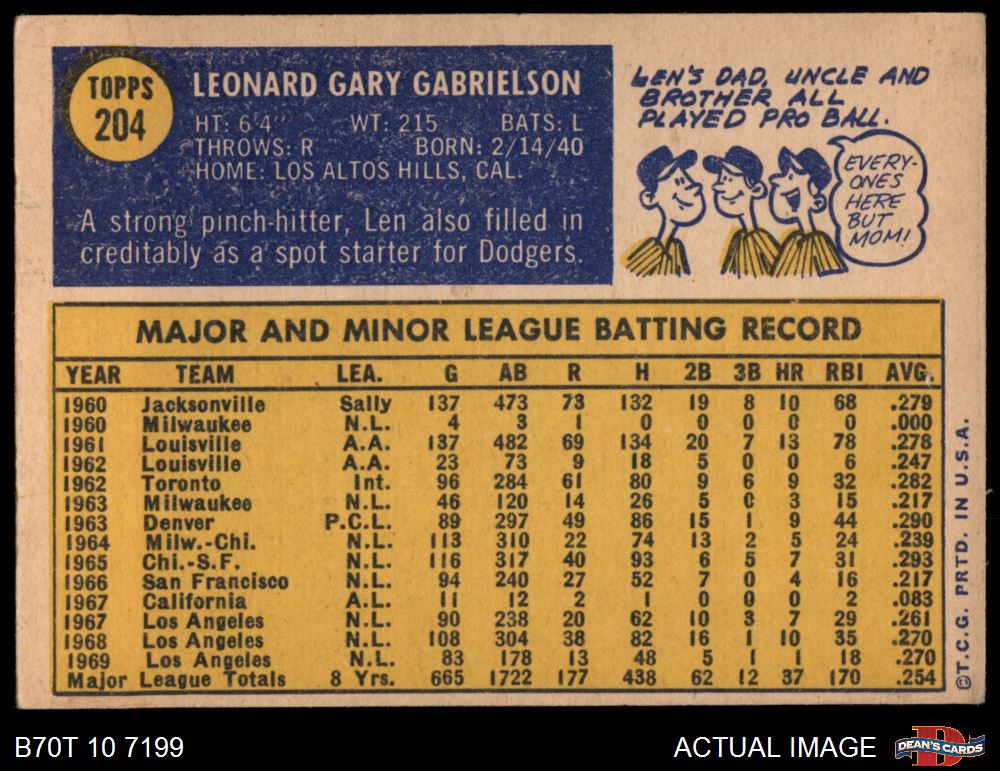 TOPPS
204
LEONARD GARY GABRIELSON
HT: 6'4" WT: 215 BATS: L
THROWS: R BORN: 2/14/40
HOME: LOS ALTOS HILLS, CAL.
A strong pinch-hitter, Len also filled in
creditably as a spot starter for Dodgers.
LEN'S DAD, UNCLE AND
BROTHER ALL
PLAYED PRO BALL.
EVERY-
ONES
HERE
BUT
MOM!
MAJOR AND MINOR LEAGUE BATTING RECORD
YEAR TEAM LEA. G AB R H 2B 3B HR RBI AVG.
1960 Jacksonville Sally 137 473 73 132 19 8 10 68 .279
1960 Milwaukee N.L. 4 3 1 0 0 0 0 0 .000
1961 Louisville A.A. 137 482 69 134 20 7 13 78 .278
1962 Louisville A.A. 23 73 9 18 5 0 0 6 .247
1962 Toronto Int. 96 284 61 80 9 6 9 32 .282
1963 Milwaukee N.L. 46 120 14 26 5 0 3 15 .217
1963 Denver P.C.L. 89 297 49 86 15 1 9 44 .290
1964 Milw.-Chi. N.L. 113 310 22 74 13 2 5 24 .239
1965 Chi.-S.F. N.L. 116 317 40 93 6 5 7 31 .293
1966 San Francisco N.L. 94 240 27 52 7 0 4 16 .217
1967 California A.L. 11 12 2 1 0 0 0 2 .083
1967 Los Angeles N.L. 90 238 20 62 10 3 7 29 .261
1968 Los Angeles N.L. 108 304 38 82 16 1 10 35 .270
1969 Los Angeles N.L. 83 178 13 48 5 1 1 18 .270
Major League Totals 8 Yrs. 665 1722 177 438 62 12 37 170 .254
©T.C.G. PRTD. IN U.S.A.
B70T 10 7199
ACTUAL IMAGE
DEAN'S CARDS